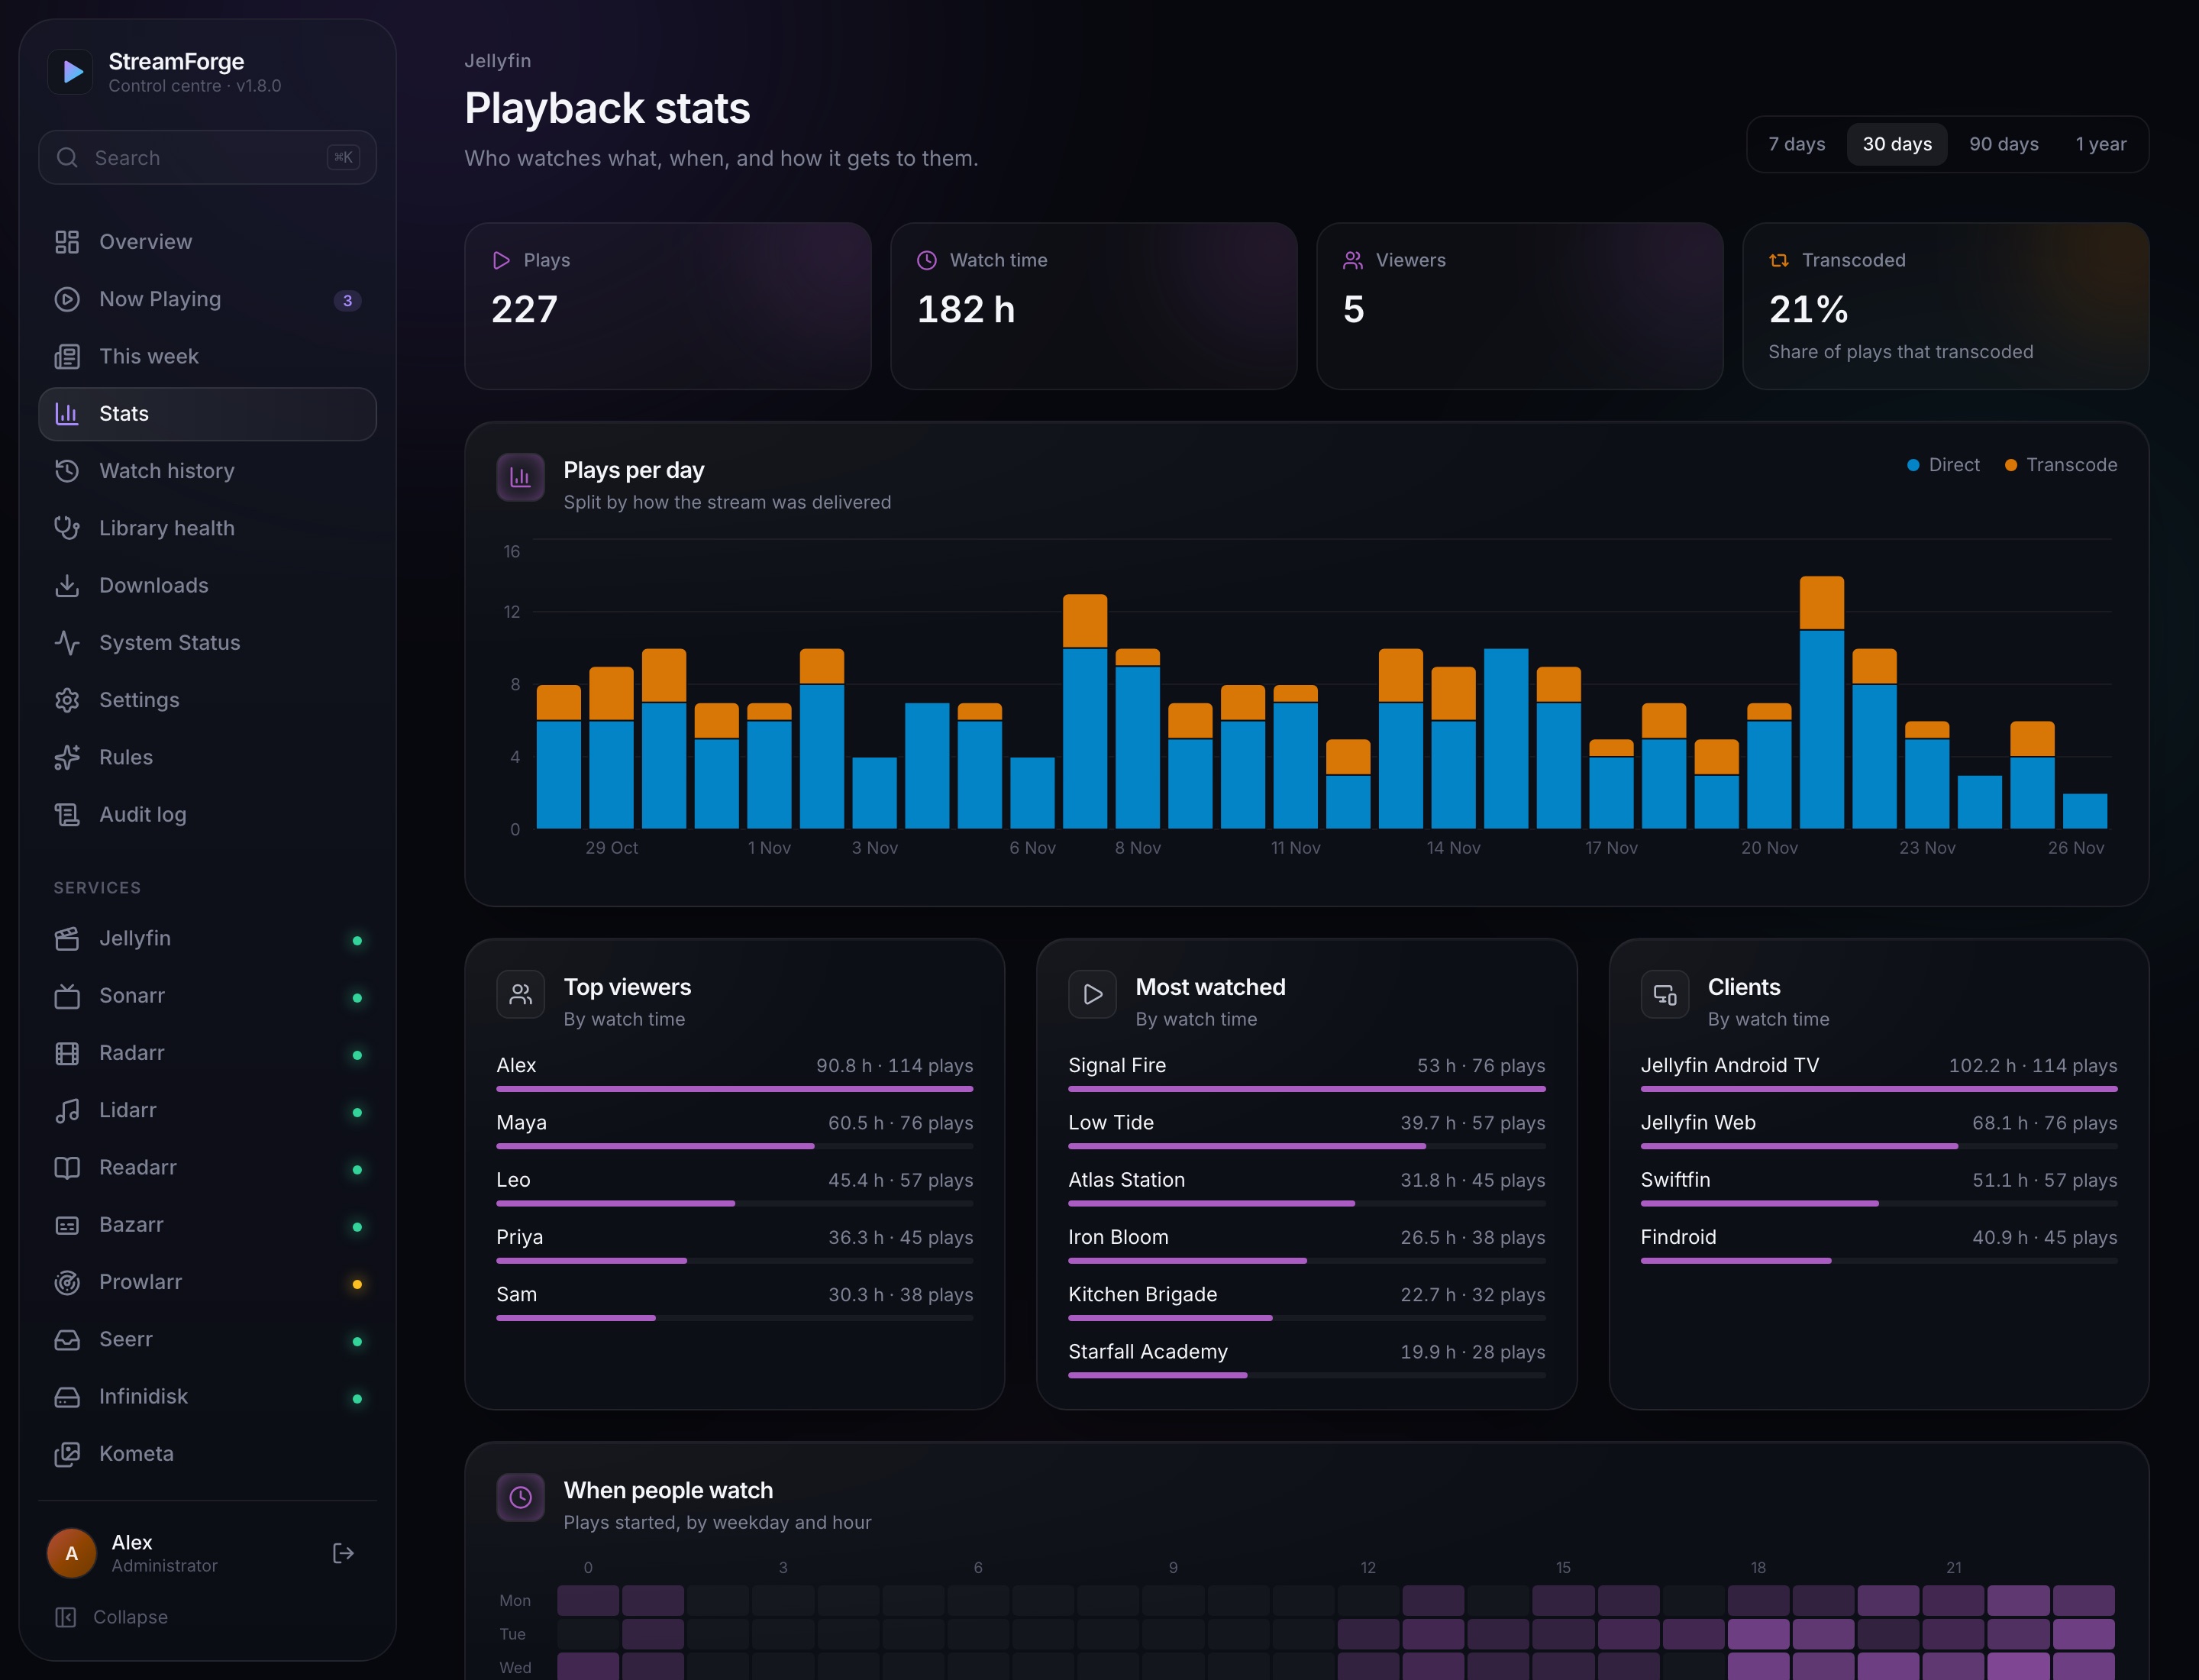 StreamForge
Control centre · v1.8.0
Search ⌘K
Overview
Now Playing 3
This week
Stats
Watch history
Library health
Downloads
System Status
Settings
Rules
Audit log
SERVICES
Jellyfin
Sonarr
Radarr
Lidarr
Readarr
Bazarr
Prowlarr
Seerr
Infinidisk
Kometa
A
Alex
Administrator
Collapse
Jellyfin
Playback stats
Who watches what, when, and how it gets to them.
7 days 30 days 90 days 1 year
Plays
227
Watch time
182 h
Viewers
5
Transcoded
21%
Share of plays that transcoded
Plays per day
Split by how the stream was delivered
Direct Transcode
16
12
8
4
0
29 Oct 1 Nov 3 Nov 6 Nov 8 Nov 11 Nov 14 Nov 17 Nov 20 Nov 23 Nov 26 Nov
Top viewers
By watch time
Alex 90.8 h · 114 plays
Maya 60.5 h · 76 plays
Leo 45.4 h · 57 plays
Priya 36.3 h · 45 plays
Sam 30.3 h · 38 plays
Most watched
By watch time
Signal Fire 53 h · 76 plays
Low Tide 39.7 h · 57 plays
Atlas Station 31.8 h · 45 plays
Iron Bloom 26.5 h · 38 plays
Kitchen Brigade 22.7 h · 32 plays
Starfall Academy 19.9 h · 28 plays
Clients
By watch time
Jellyfin Android TV 102.2 h · 114 plays
Jellyfin Web 68.1 h · 76 plays
Swiftfin 51.1 h · 57 plays
Findroid 40.9 h · 45 plays
When people watch
Plays started, by weekday and hour
0 3 6 9 12 15 18 21
Mon
Tue
Wed